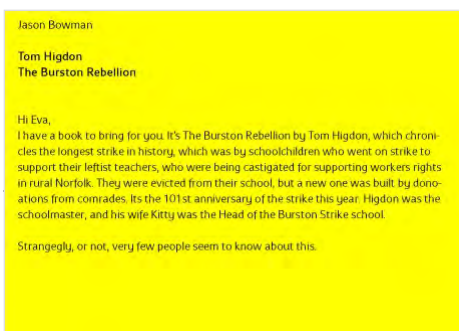 Jason Bowman
Tom Higdon
The Burston Rebellion
Hi Eva,
I have a book to bring for you. It's The Burston Rebellion by Tom Higdon, which chroni-
cles the longest strike in history, which was by schoolchildren who went on strike to
support their leftist teachers, who were being castigated for supporting workers rights
in rural Norfolk. They were evicted from their school, but a new one was built by dono-
ations from comrades. Its the 101st anniversary of the strike this year. Higdon was the
schoolmaster, and his wife Kitty was the Head of the Burston Strike school.
Strangegly, or not, very few people seem to know about this.